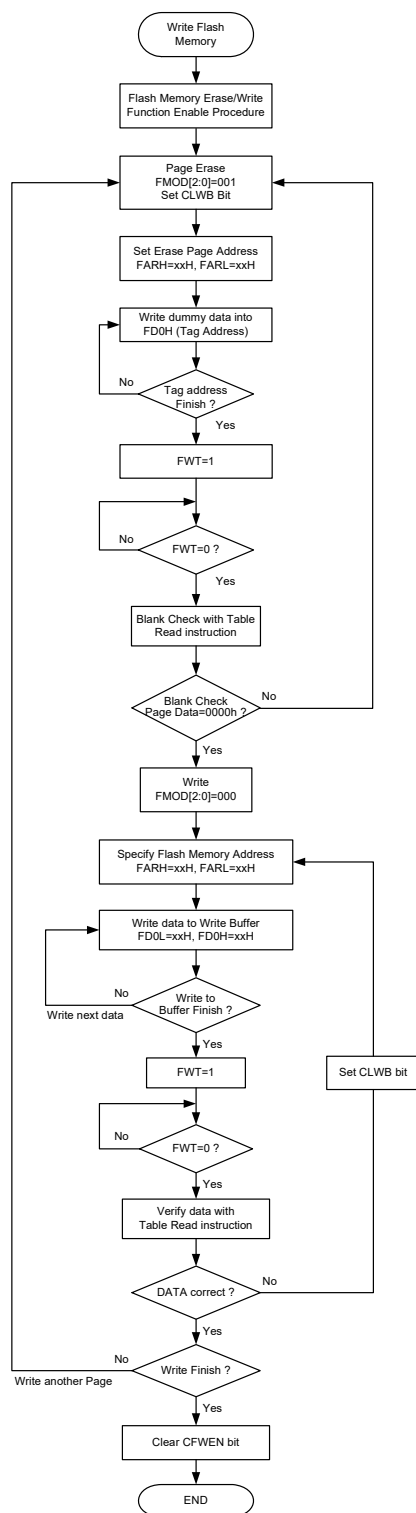 Write Flash
Memory
Flash Memory Erase/Write
Function Enable Procedure
Page Erase
FMOD[2:0]=001
Set CLWB Bit
Set Erase Page Address
FARH=xxH, FARL=xxH
Write dummy data into
FD0H (Tag Address)
No
Tag address
Finish ?
Yes
FWT=1
No
FWT=0 ?
Yes
Blank Check with Table
Read instruction
No
Blank Check
Page Data=0000h ?
Yes
Write
FMOD[2:0]=000
Specify Flash Memory Address
FARH=xxH, FARL=xxH
Write data to Write Buffer
FD0L=xxH, FD0H=xxH
No
Write next data
Write to
Buffer Finish ?
Yes
FWT=1
Set CLWB bit
No
FWT=0 ?
Yes
Verify data with
Table Read instruction
No
DATA correct ?
Yes
No
Write another Page
Write Finish ?
Yes
Clear CFWEN bit
END